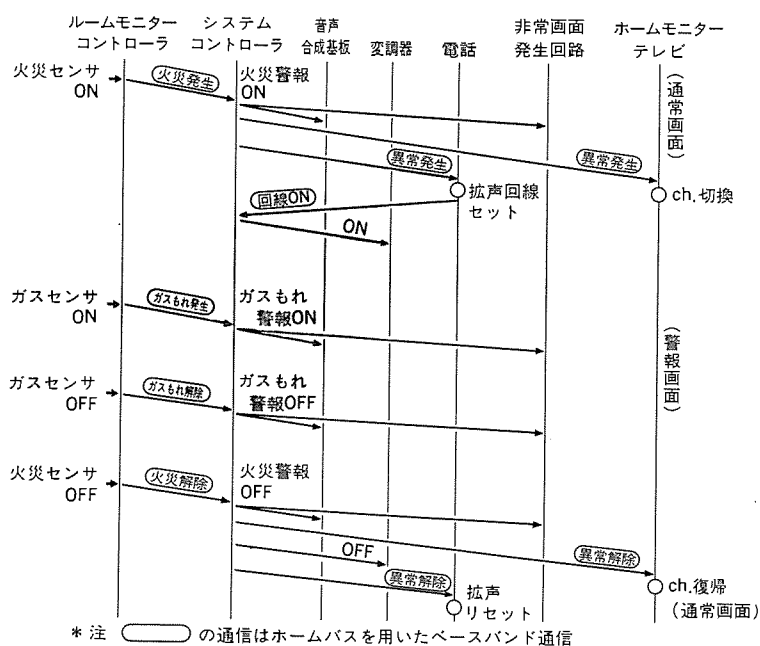 ルームモニター
コントローラ
システム
コントローラ
音声
合成基板
変調器
電話
非常画面
発生回路
ホームモニター
テレビ
火災センサ
ON
火災発生
火災警報
ON
(通常画面)
異常発生
異常発生
拡声回線
セット
ch.切換
回線ON
ON
ガスセンサ
ON
ガスもれ発生
ガスもれ
警報ON
(警報画面)
ガスセンサ
OFF
ガスもれ解除
ガスもれ
警報OFF
火災センサ
OFF
火災解除
火災警報
OFF
異常解除
OFF
異常解除
拡声
リセット
ch.復帰
(通常画面)
*注 の通信はホームバスを用いたベースバンド通信